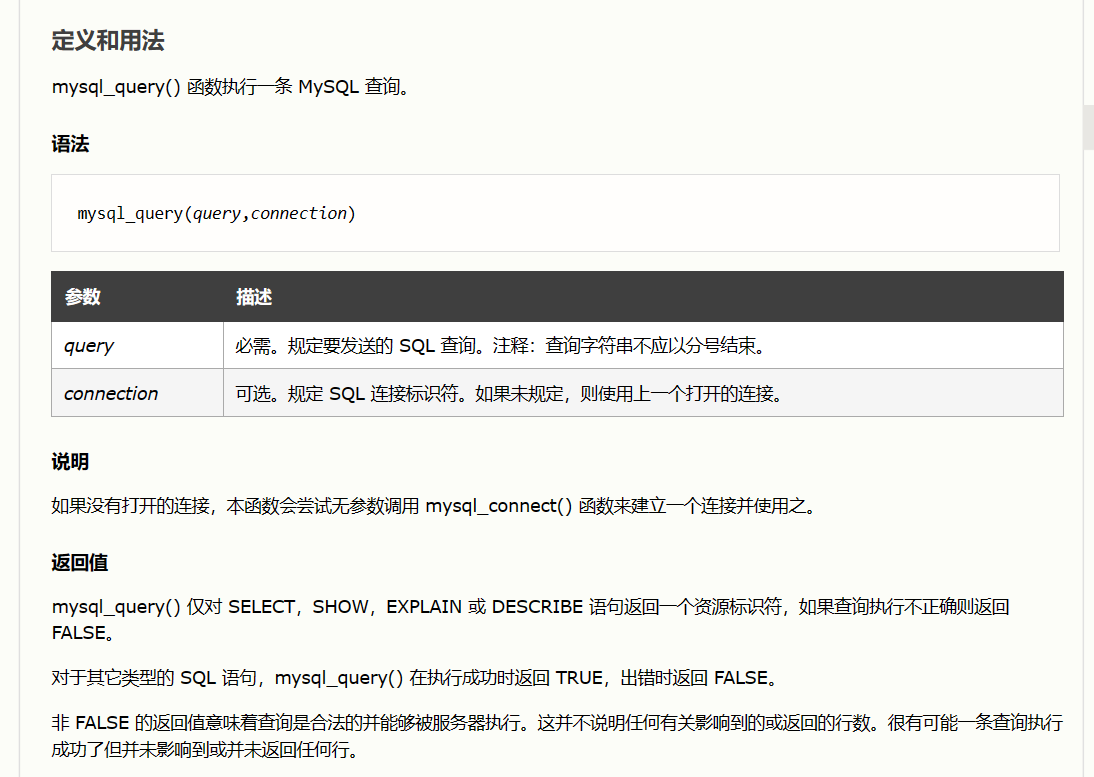 定义和用法
mysql_query() 函数执行一条 MySQL 查询。
语法
mysql_query(query,connection)
参数 描述
query 必需。规定要发送的 SQL 查询。注释：查询字符串不应以分号结束。
connection 可选。规定 SQL 连接标识符。如果未规定，则使用上一个打开的连接。
说明
如果没有打开的连接，本函数会尝试无参数调用 mysql_connect() 函数来建立一个连接并使用之。
返回值
mysql_query() 仅对 SELECT，SHOW，EXPLAIN 或 DESCRIBE 语句返回一个资源标识符，如果查询执行不正确则返回
FALSE。
对于其它类型的 SQL 语句，mysql_query() 在执行成功时返回 TRUE，出错时返回 FALSE。
非 FALSE 的返回值意味着查询是合法的并能够被服务器执行。这并不说明任何有关影响到的或返回的行数。很有可能一条查询执行
成功了但并未影响到或并未返回任何行。